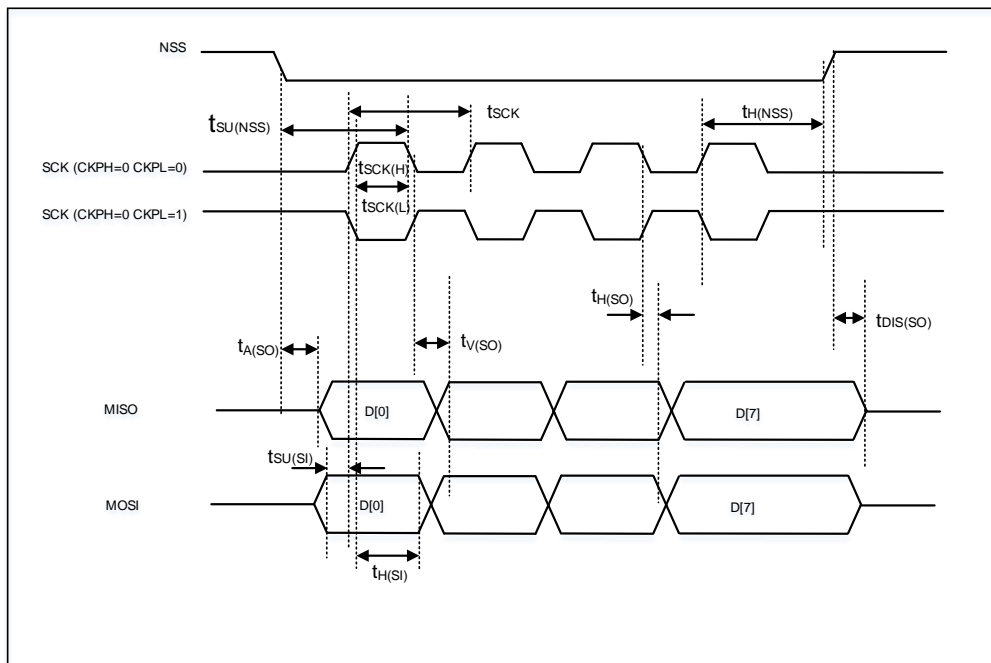 NSS
tSCK
tH(NSS)
tSU(NSS)
SCK (CKPH=0 CKPL=0)
tSCK(H)
tSCK(L)
SCK (CKPH=0 CKPL=1)
tH(SO)
tDIS(SO)
tV(SO)
tA(SO)
MISO
D[0]
D[7]
tSU(SI)
MOSI
D[0]
D[7]
tH(SI)